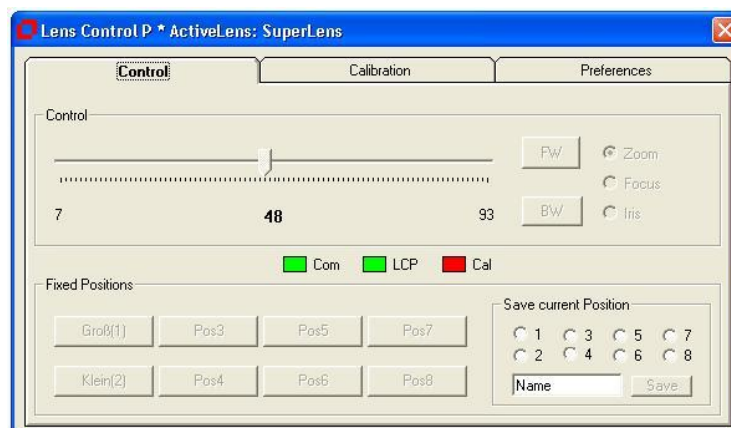 Lens Control P * ActiveLens: SuperLens
Control Calibration Preferences
Control
FW Zoom
Focus
BW Iris
7 48 93
Com LCP Cal
Fixed Positions
Groß(1) Pos3 Pos5 Pos7
Klein(2) Pos4 Pos6 Pos8
Save current Position
1 3 5 7
2 4 6 8
Name Save